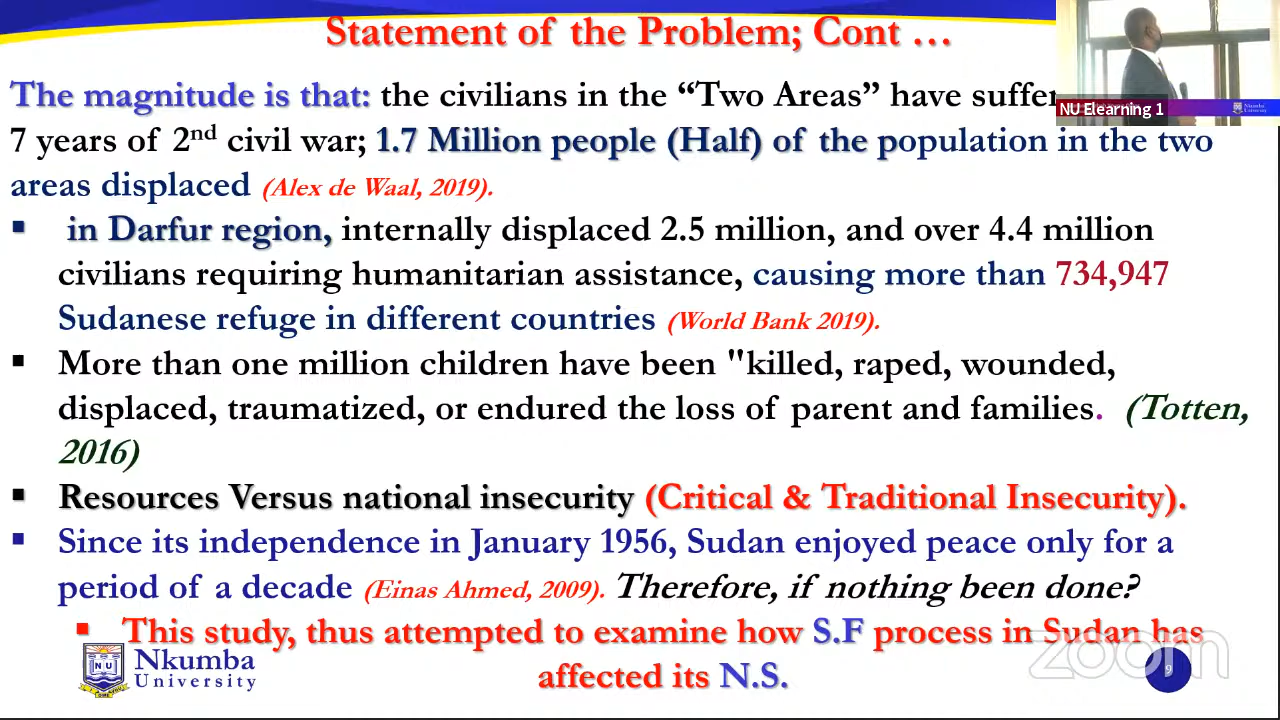 Statement of the Problem; Cont …
The magnitude is that: the civilians in the “Two Areas” have suffer
7 years of 2nd civil war; 1.7 Million people (Half) of the population in the two
areas displaced (Alex de Waal, 2019).
▪ in Darfur region, internally displaced 2.5 million, and over 4.4 million
civilians requiring humanitarian assistance, causing more than 734,947
Sudanese refuge in different countries (World Bank 2019).
▪ More than one million children have been "killed, raped, wounded,
displaced, traumatized, or endured the loss of parent and families. (Totten,
2016)
▪ Resources Versus national insecurity (Critical & Traditional Insecurity).
▪ Since its independence in January 1956, Sudan enjoyed peace only for a
period of a decade (Einas Ahmed, 2009). Therefore, if nothing been done?
▪ This study, thus attempted to examine how S.F process in Sudan has
affected its N.S.
NU Elearning 1
Nkumba
University
NU
Nkumba
University
zoom
9